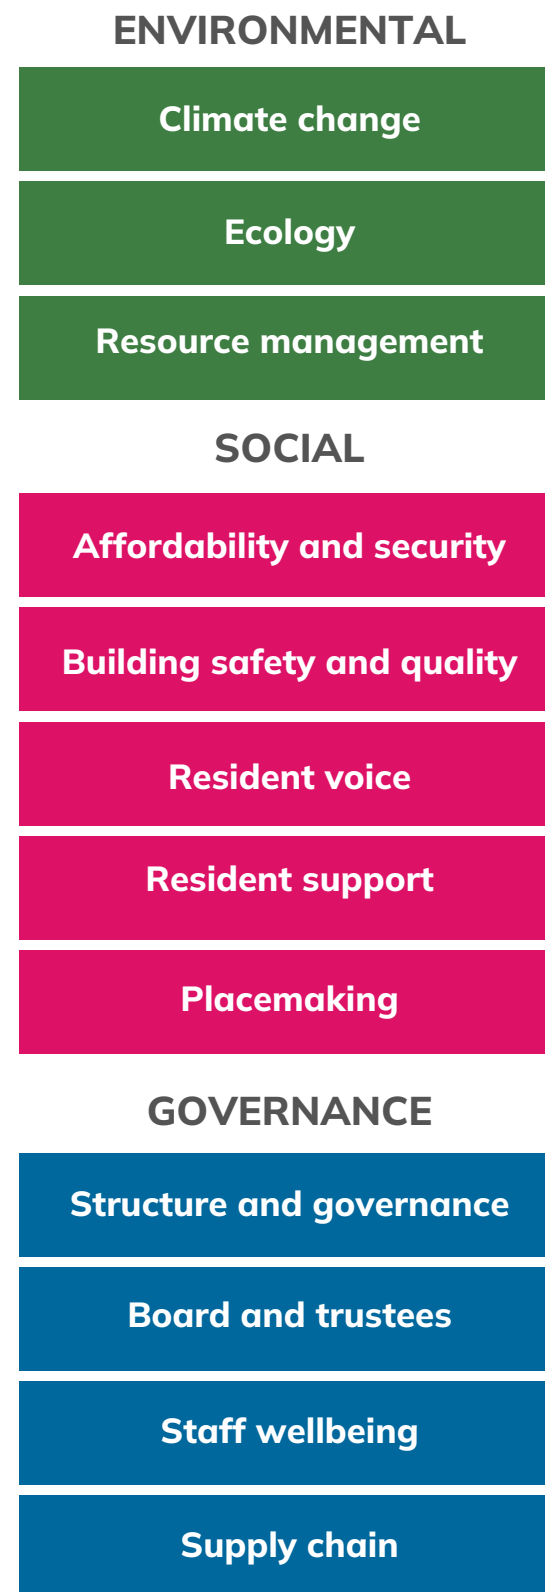 ENVIRONMENTAL
Climate change
Ecology
Resource management
SOCIAL
Affordability and security
Building safety and quality
Resident voice
Resident support
Placemaking
GOVERNANCE
Structure and governance
Board and trustees
Staff wellbeing
Supply chain